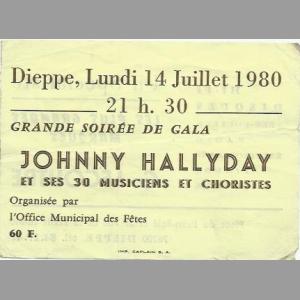 Dieppe, Lundi 14 Juillet 1980
21 h. 30
GRANDE SOIRÉE DE GALA
JOHNNY HALLYDAY
ET SES 30 MUSICIENS ET CHORISTES
Organisée par
l'Office Municipal des Fêtes
60 F.
IMP. CAPLAIN S. A.